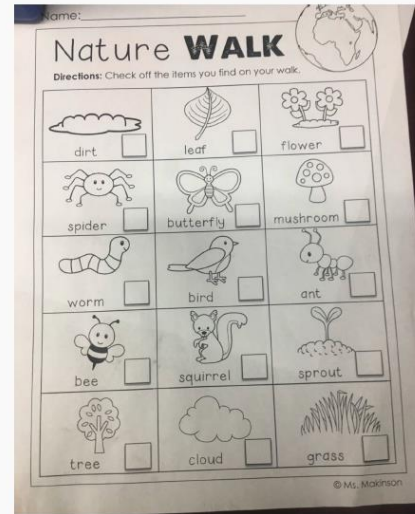 Name:
Nature WALK
Directions: Check off the items you find on your walk.
dirt leaf flower
spider butterfly mushroom
worm bird ant
bee squirrel sprout
tree cloud grass
© Ms. Makinson